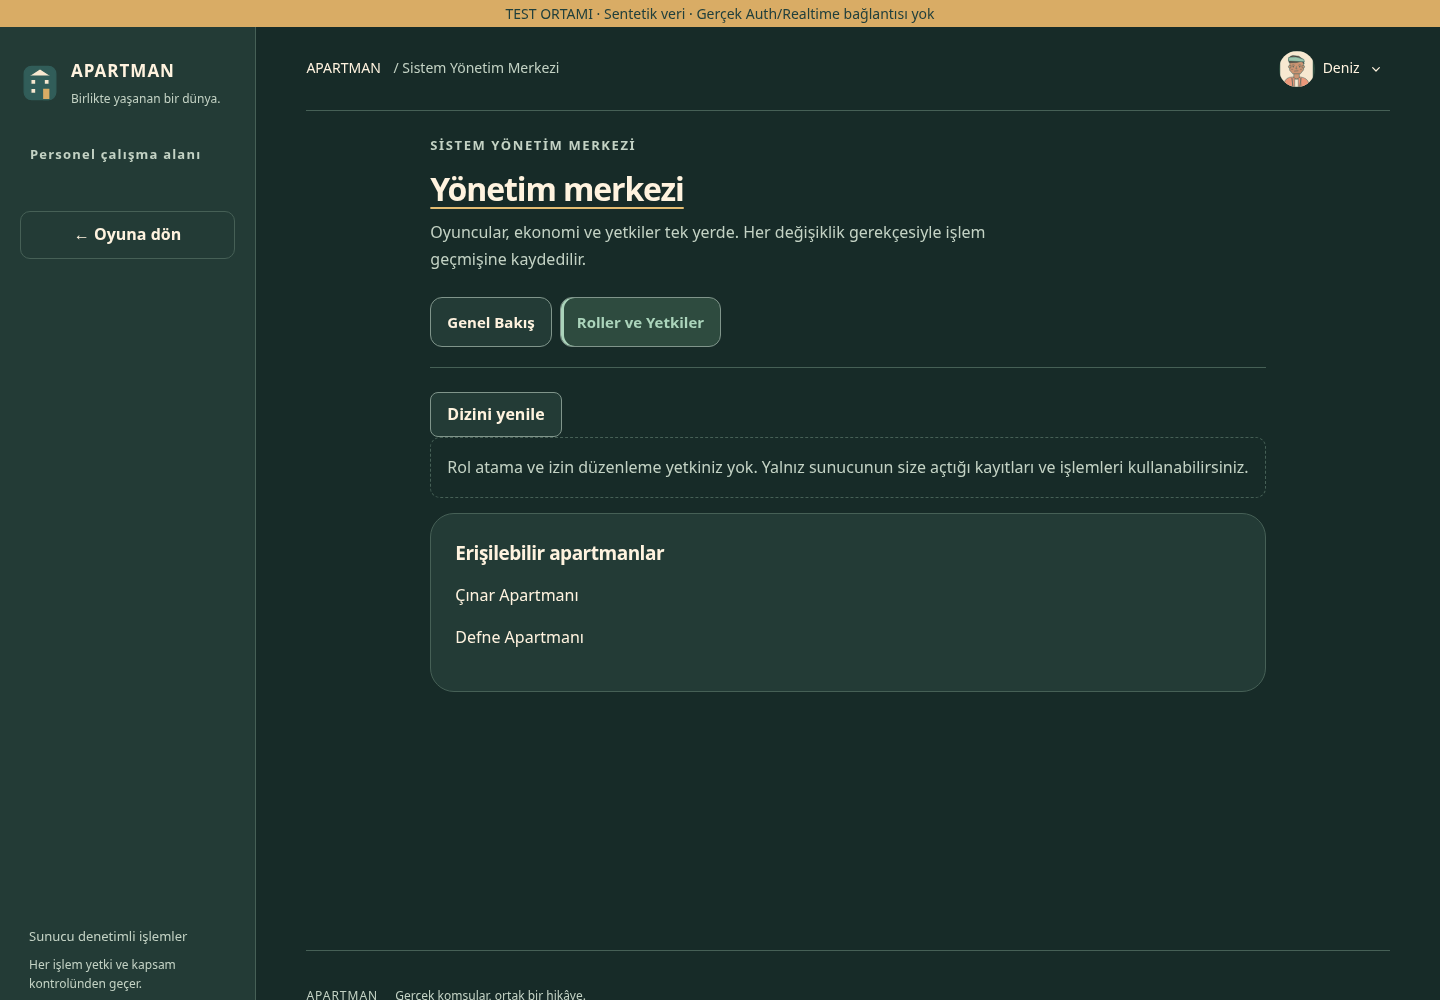 TEST ORTAMI · Sentetik veri · Gerçek Auth/Realtime bağlantısı yok
APARTMAN
Birlikte yaşanan bir dünya.
Personel çalışma alanı
← Oyuna dön
Sunucu denetimli işlemler
Her işlem yetki ve kapsam
kontrolünden geçer.
APARTMAN / Sistem Yönetim Merkezi
Deniz
SİSTEM YÖNETİM MERKEZİ
Yönetim merkezi
Oyuncular, ekonomi ve yetkiler tek yerde. Her değişiklik gerekçesiyle işlem
geçmişine kaydedilir.
Genel Bakış
Roller ve Yetkiler
Dizini yenile
Rol atama ve izin düzenleme yetkiniz yok. Yalnız sunucunun size açtığı kayıtları ve işlemleri kullanabilirsiniz.
Erişilebilir apartmanlar
Çınar Apartmanı
Defne Apartmanı
APARTMAN Gerçek komşular, ortak bir hikâye.